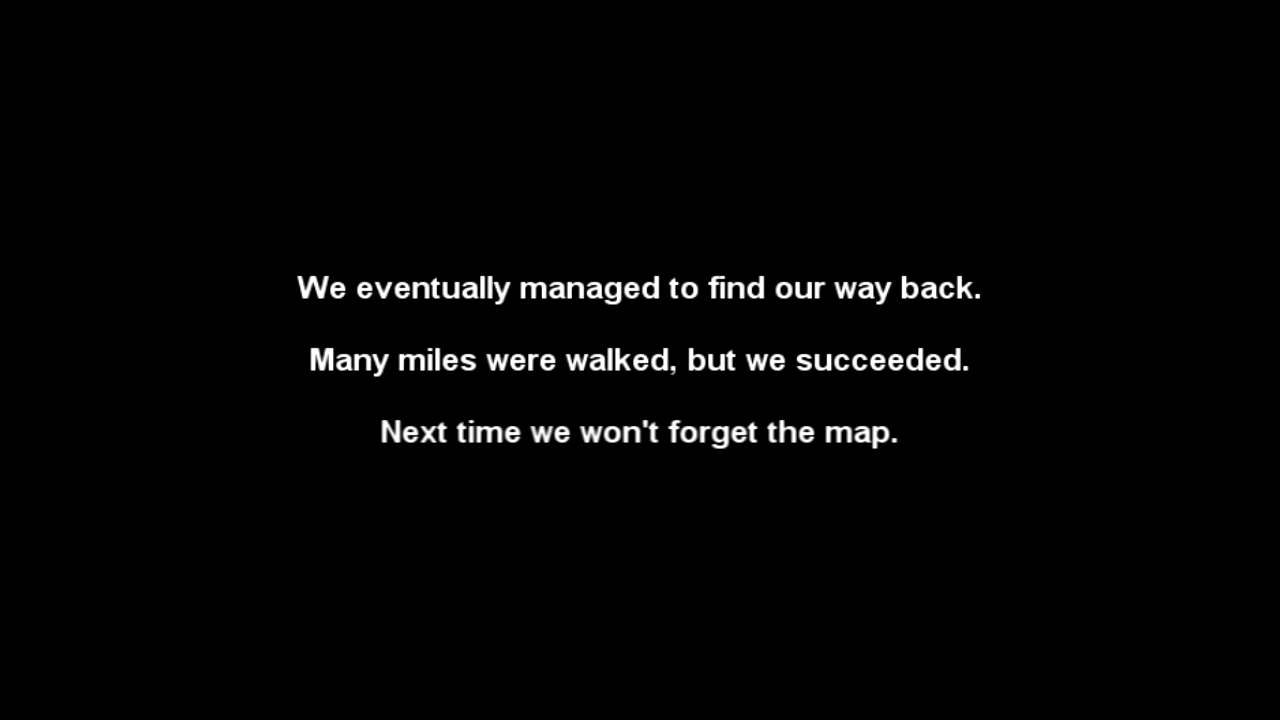 We eventually managed to find our way back.
Many miles were walked, but we succeeded.
Next time we won't forget the map.